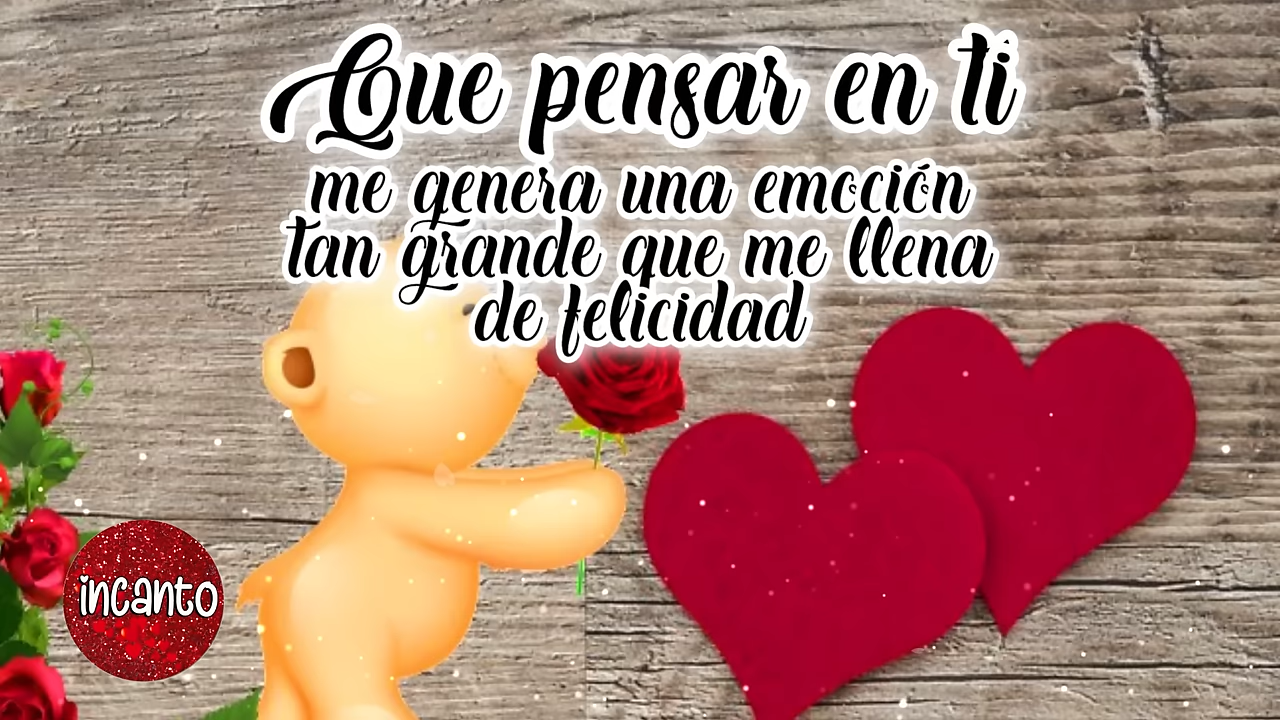 Que pensar en ti
me genera una emoción
tan grande que me llena
de felicidad
incanto